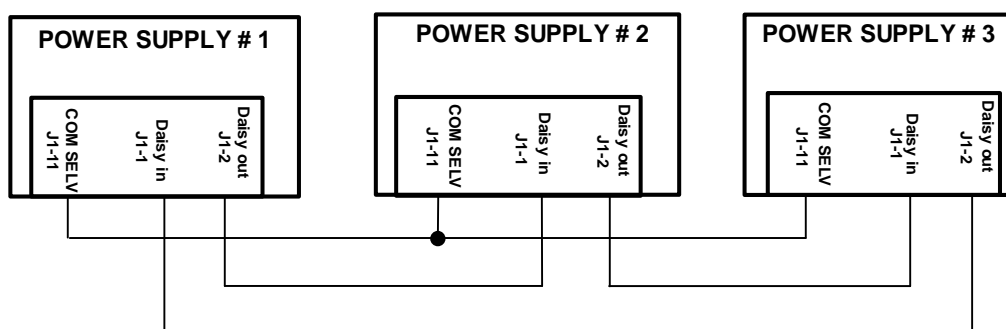 POWER SUPPLY # 1
COM SELV
J1-11
Daisy in
J1-1
Daisy out
J1-2
POWER SUPPLY # 2
COM SELV
J1-11
Daisy in
J1-1
Daisy out
J1-2
POWER SUPPLY # 3
COM SELV
J1-11
Daisy in
J1-1
Daisy out
J1-2